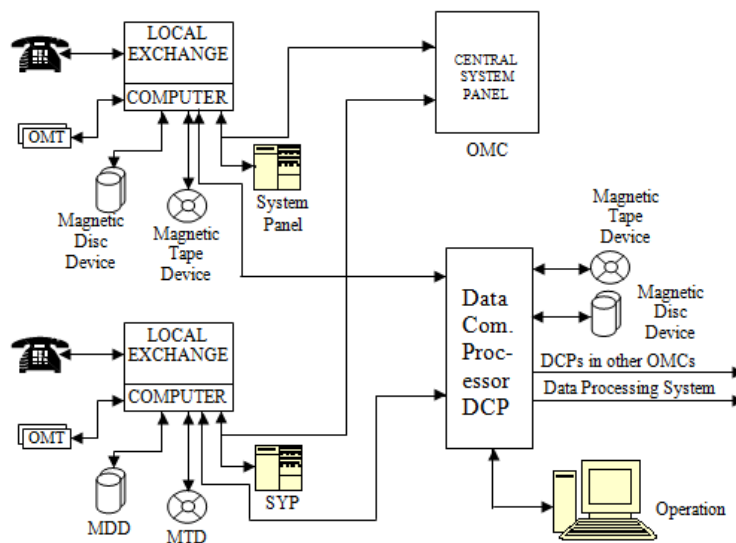 LOCAL
EXCHANGE
COMPUTER
OMT
Magnetic
Disc
Device
Magnetic
Tape
Device
System
Panel
CENTRAL
SYSTEM
PANEL
OMC
Magnetic
Tape
Device
Magnetic
Disc
Device
Data
Com.
Proc-
essor
DCP
DCPs in other OMCs
Data Processing System
Operation
LOCAL
EXCHANGE
COMPUTER
OMT
MDD
MTD
SYP